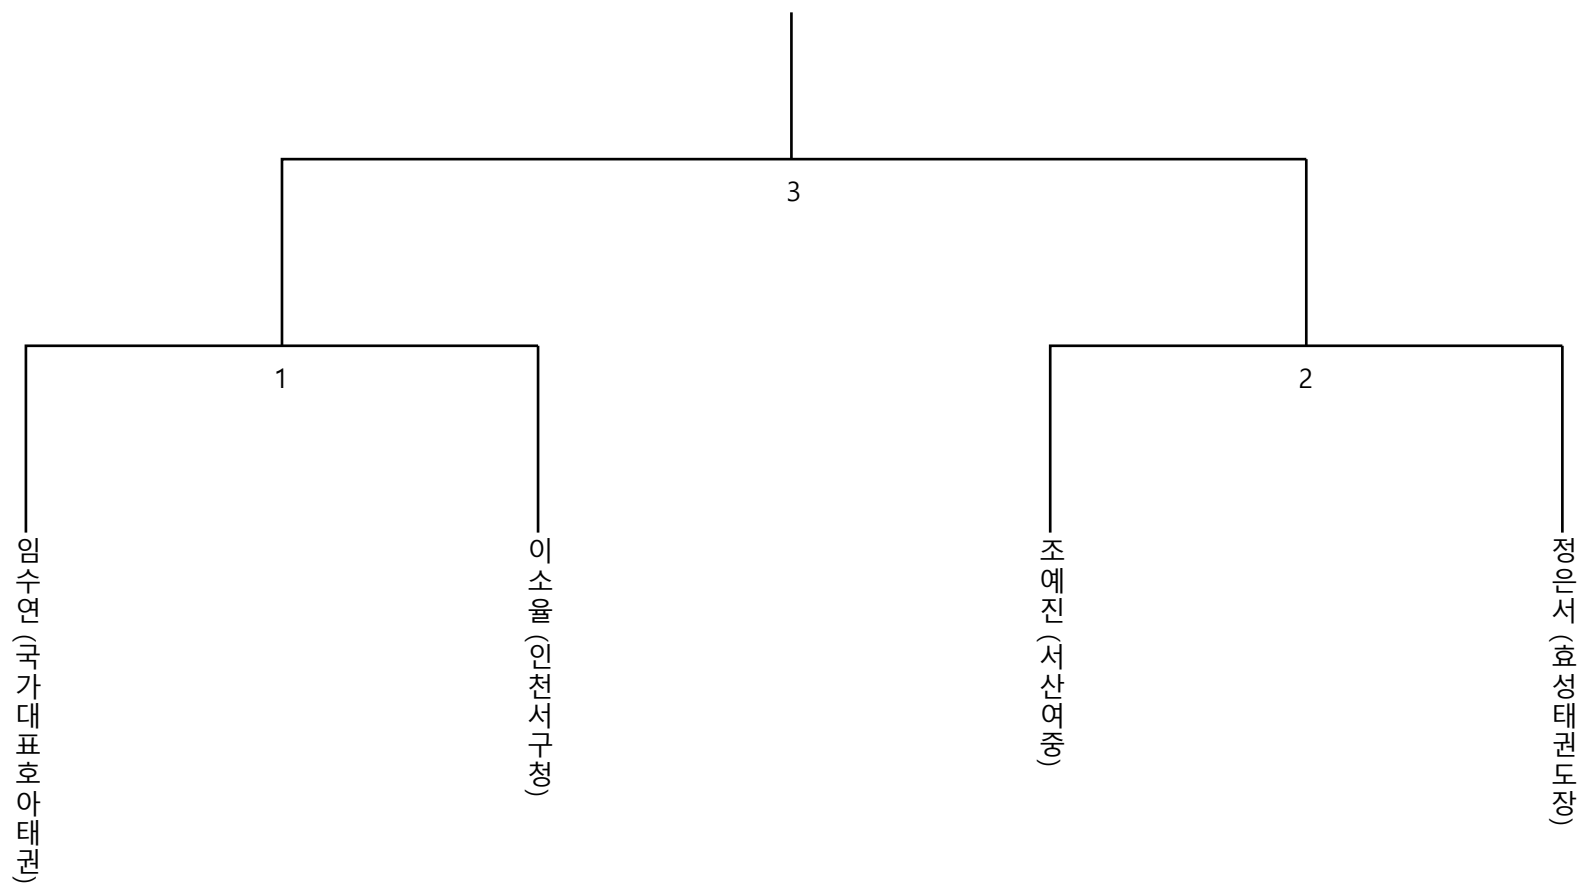 3
1
2
임수연 (국가대표호아태권)
이소율 (인천서구청)
조예진 (서산여중)
정은서 (효성태권도장)